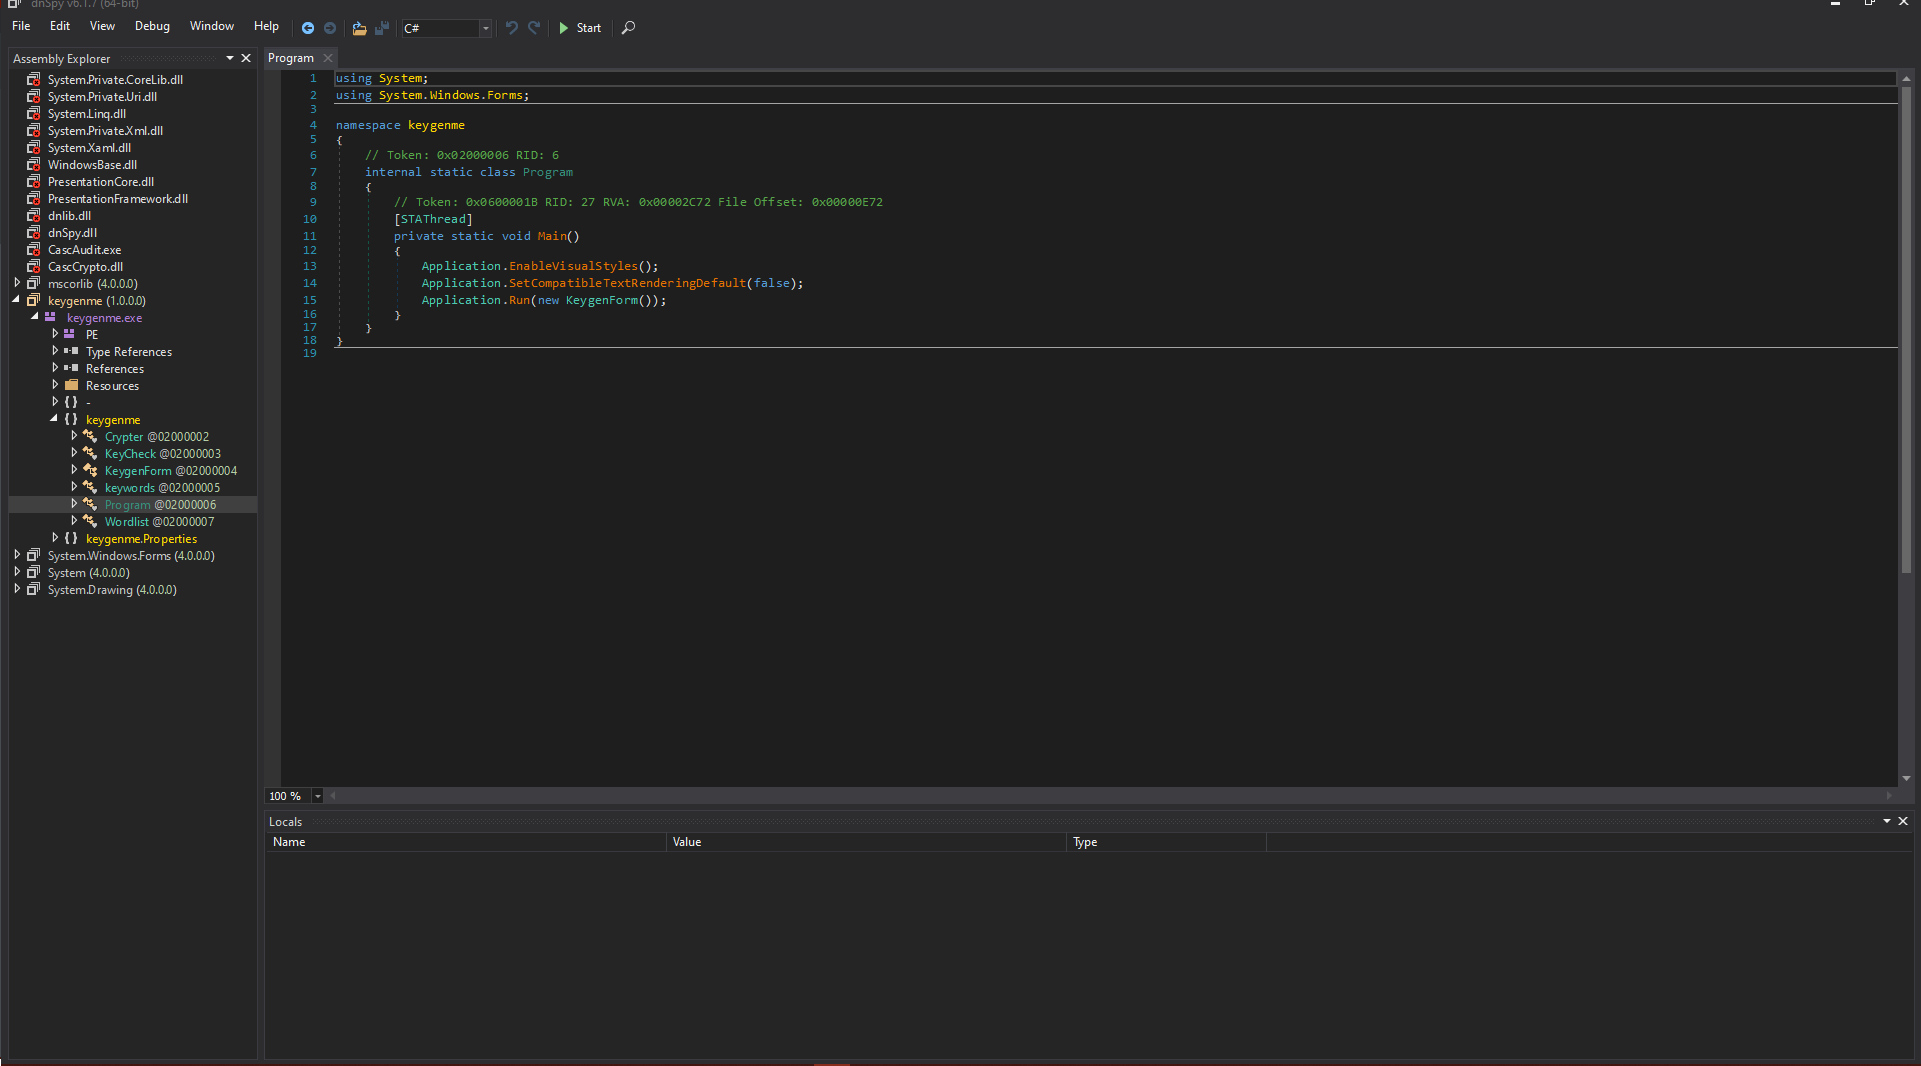 dnSpy v6.1.7 (64-bit)
File Edit View Debug Window Help C# Start
Assembly Explorer
System.Private.CoreLib.dll
System.Private.Uri.dll
System.Linq.dll
System.Private.Xml.dll
System.Xaml.dll
WindowsBase.dll
PresentationCore.dll
PresentationFramework.dll
dnlib.dll
dnSpy.dll
CascAudit.exe
CascCrypto.dll
mscorlib (4.0.0.0)
keygenme (1.0.0.0)
keygenme.exe
PE
Type References
References
Resources
{ } -
{ } keygenme
Crypter @02000002
KeyCheck @02000003
KeygenForm @02000004
keywords @02000005
Program @02000006
Wordlist @02000007
{ } keygenme.Properties
System.Windows.Forms (4.0.0.0)
System (4.0.0.0)
System.Drawing (4.0.0.0)
Program
1 using System;
2 using System.Windows.Forms;
3
4 namespace keygenme
5 {
6 // Token: 0x02000006 RID: 6
7 internal static class Program
8 {
9 // Token: 0x0600001B RID: 27 RVA: 0x00002C72 File Offset: 0x00000E72
10 [STAThread]
11 private static void Main()
12 {
13 Application.EnableVisualStyles();
14 Application.SetCompatibleTextRenderingDefault(false);
15 Application.Run(new KeygenForm());
16 }
17 }
18 }
19
100 %
Locals
Name Value Type